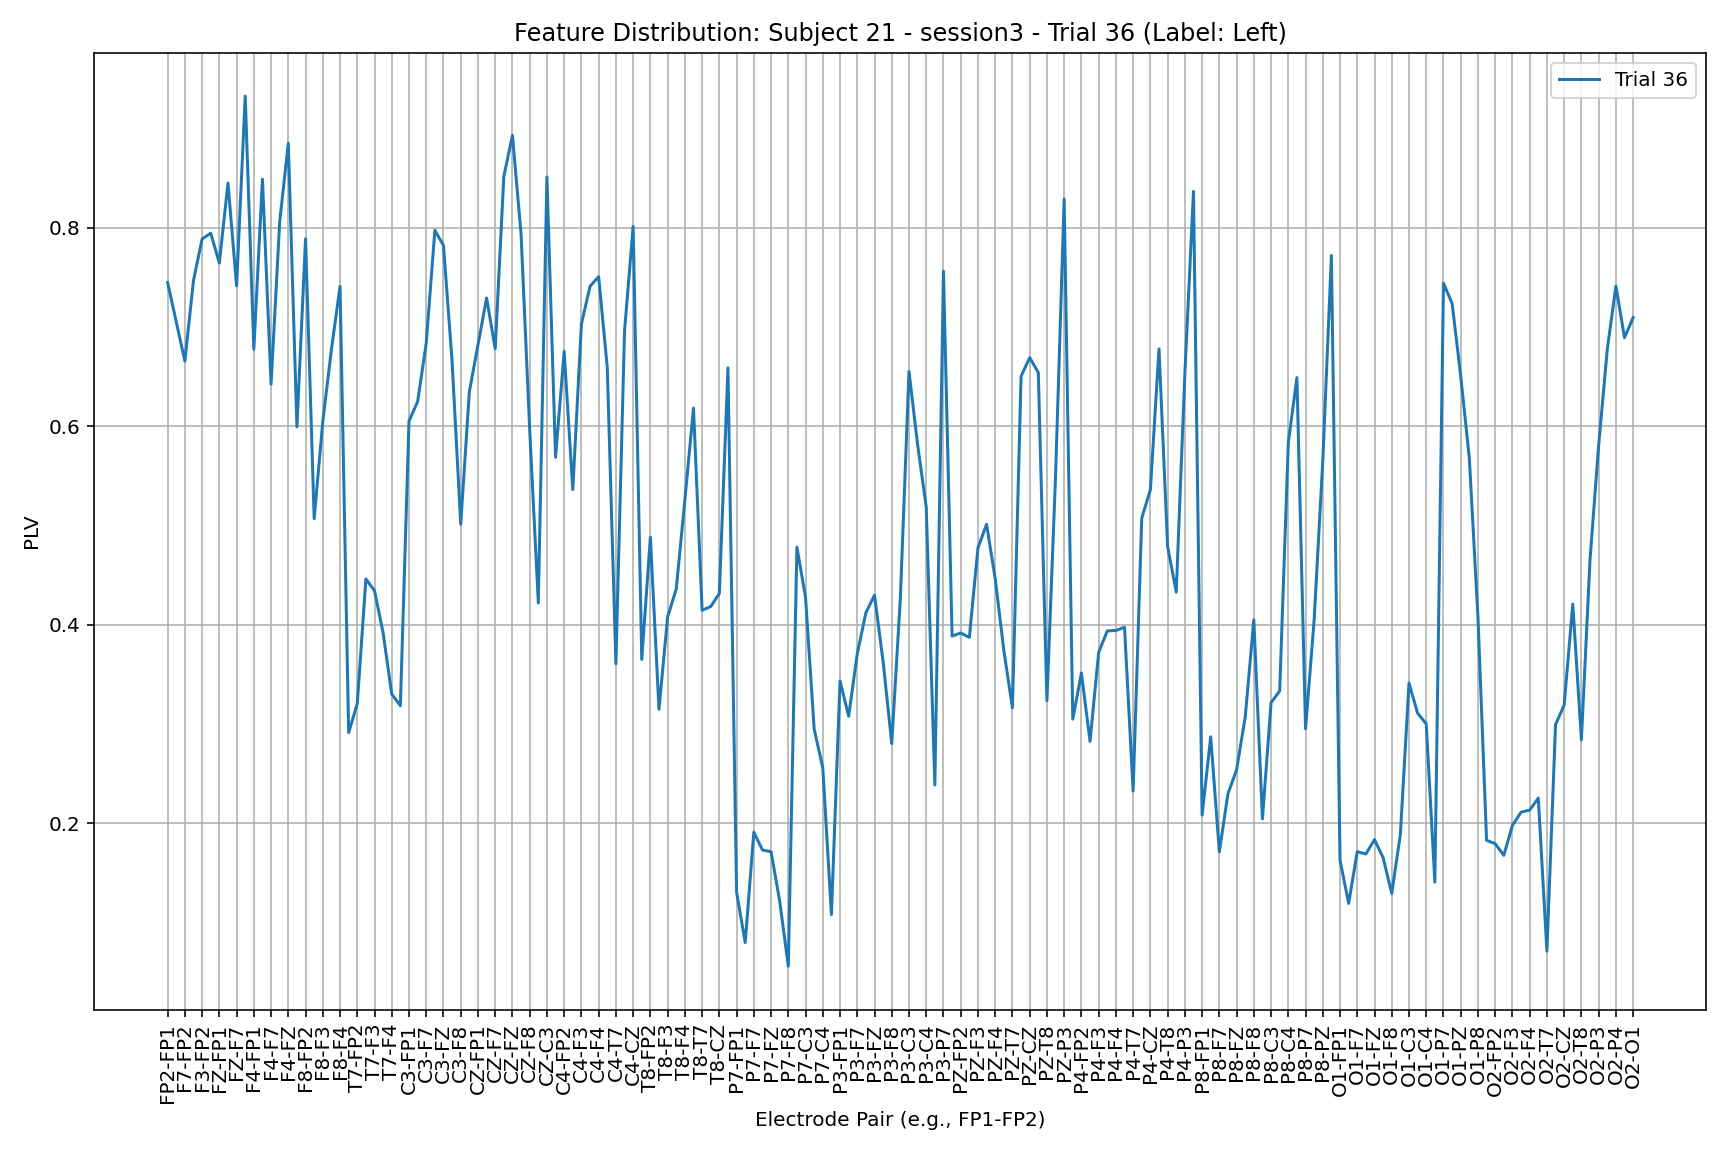 Feature Distribution: Subject 21 - session3 - Trial 36 (Label: Left)
Trial 36
PLV
0.8
0.6
0.4
0.2
FP2-FP1
F7-FP2
F3-FP2
FZ-FP1
FZ-F7
F4-FP1
F4-F7
F4-FZ
F8-FP2
F8-F3
F8-F4
T7-FP2
T7-F3
T7-F4
C3-FP1
C3-F7
C3-FZ
C3-F8
CZ-FP1
CZ-F7
CZ-FZ
CZ-F8
CZ-C3
C4-FP2
C4-F3
C4-F4
C4-T7
C4-CZ
T8-FP2
T8-F3
T8-F4
T8-T7
T8-CZ
P7-FP1
P7-F7
P7-FZ
P7-F8
P7-C3
P7-C4
P3-FP1
P3-F7
P3-FZ
P3-F8
P3-C3
P3-C4
P3-P7
PZ-FP2
PZ-F3
PZ-F4
PZ-T7
PZ-CZ
PZ-T8
PZ-P3
P4-FP2
P4-F3
P4-F4
P4-T7
P4-CZ
P4-T8
P4-P3
P8-FP1
P8-F7
P8-FZ
P8-F8
P8-C3
P8-C4
P8-P7
P8-PZ
O1-FP1
O1-F7
O1-FZ
O1-F8
O1-C3
O1-C4
O1-P7
O1-PZ
O1-P8
O2-FP2
O2-F3
O2-F4
O2-T7
O2-CZ
O2-T8
O2-P3
O2-P4
O2-O1
Electrode Pair (e.g., FP1-FP2)